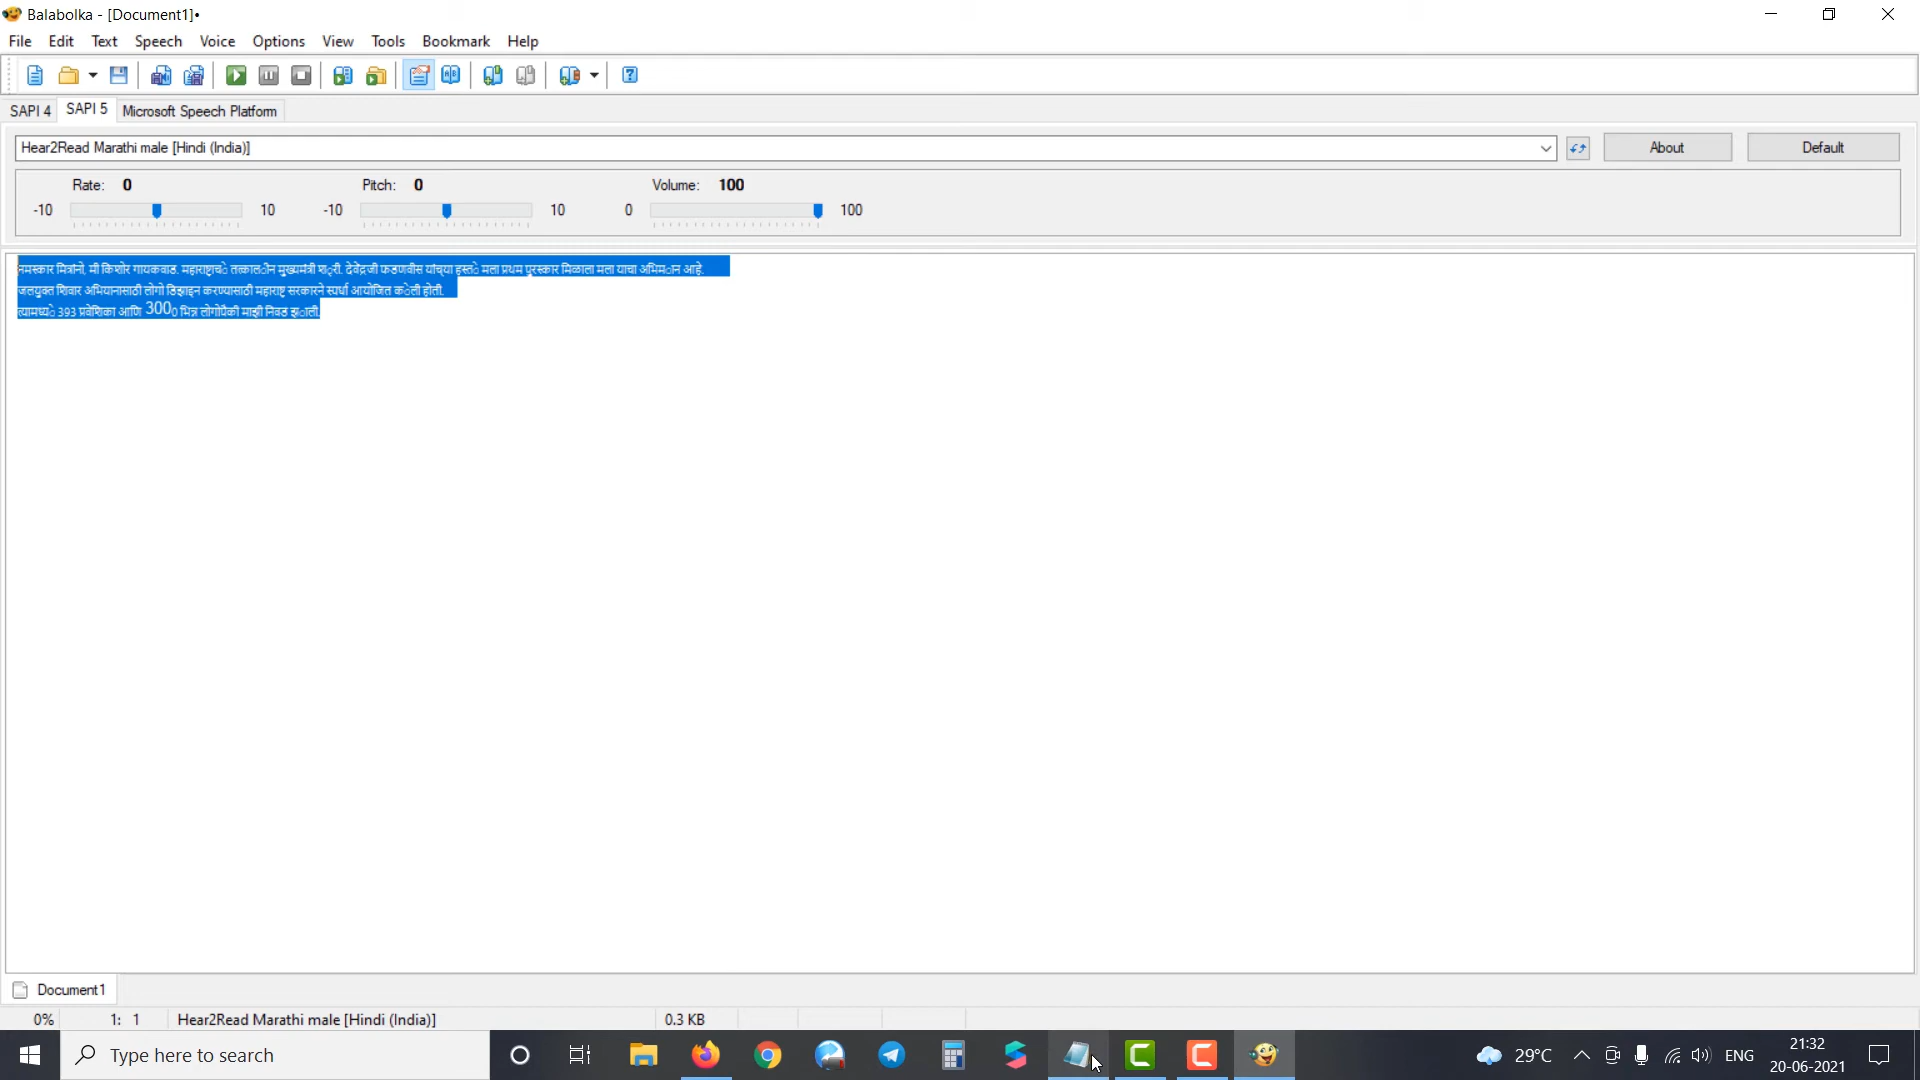 Balabolka - [Document1]•
File Edit Text Speech Voice Options View Tools Bookmark Help
SAPI 4 SAPI 5 Microsoft Speech Platform
Hear2Read Marathi male [Hindi (India)] About Default
Rate: 0 Pitch: 0 Volume: 100
-10 10 -10 10 0 100
नमस्कार मित्रांनो, मी किशोर गायकवाड. महाराष्ट्राच◌े तत्काल◌ीन मुख्यमंत्री श◌्री. देवेंद्रजी फडणवीस यांच्या हस्त◌े मला प्रथम पुरस्कार मिळाला मला याचा अभिम◌ान आहे.
जलयुक्त शिवार अभियानासाठी लोगो डिझाइन करण्यासाठी महाराष्ट्र सरकारने स्पर्धा आयोजित क◌ेली होती.
त्यामध्य◌े 393 प्रवेशिका आणि 3000 भिन्न लोगोपैकी माझी निवड झ◌ाली.
Document1
0% 1: 1 Hear2Read Marathi male [Hindi (India)] 0.3 KB
Type here to search 29°C ENG 21:32
20-06-2021